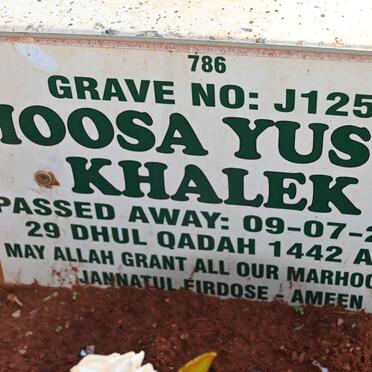 786
GRAVE NO: J125
MOOSA YUS
KHALEK
PASSED AWAY: 09-07-2
29 DHUL QADAH 1442 A
MAY ALLAH GRANT ALL OUR MARHOO
JANNATUL FIRDOSE - AMEEN